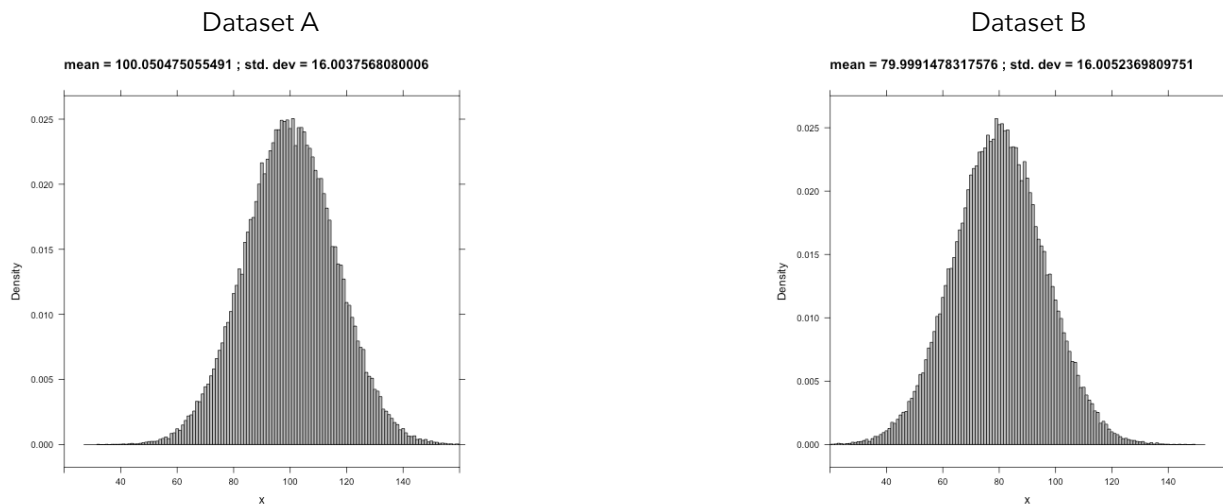 Dataset A
mean = 100.050475055491 ; std. dev = 16.0037568080006
0.025
0.020
0.015
0.010
0.005
0.000
Density
40 60 80 100 120 140
x
Dataset B
mean = 79.9991478317576 ; std. dev = 16.0052369809751
0.025
0.020
0.015
0.010
0.005
0.000
Density
40 60 80 100 120 140
x